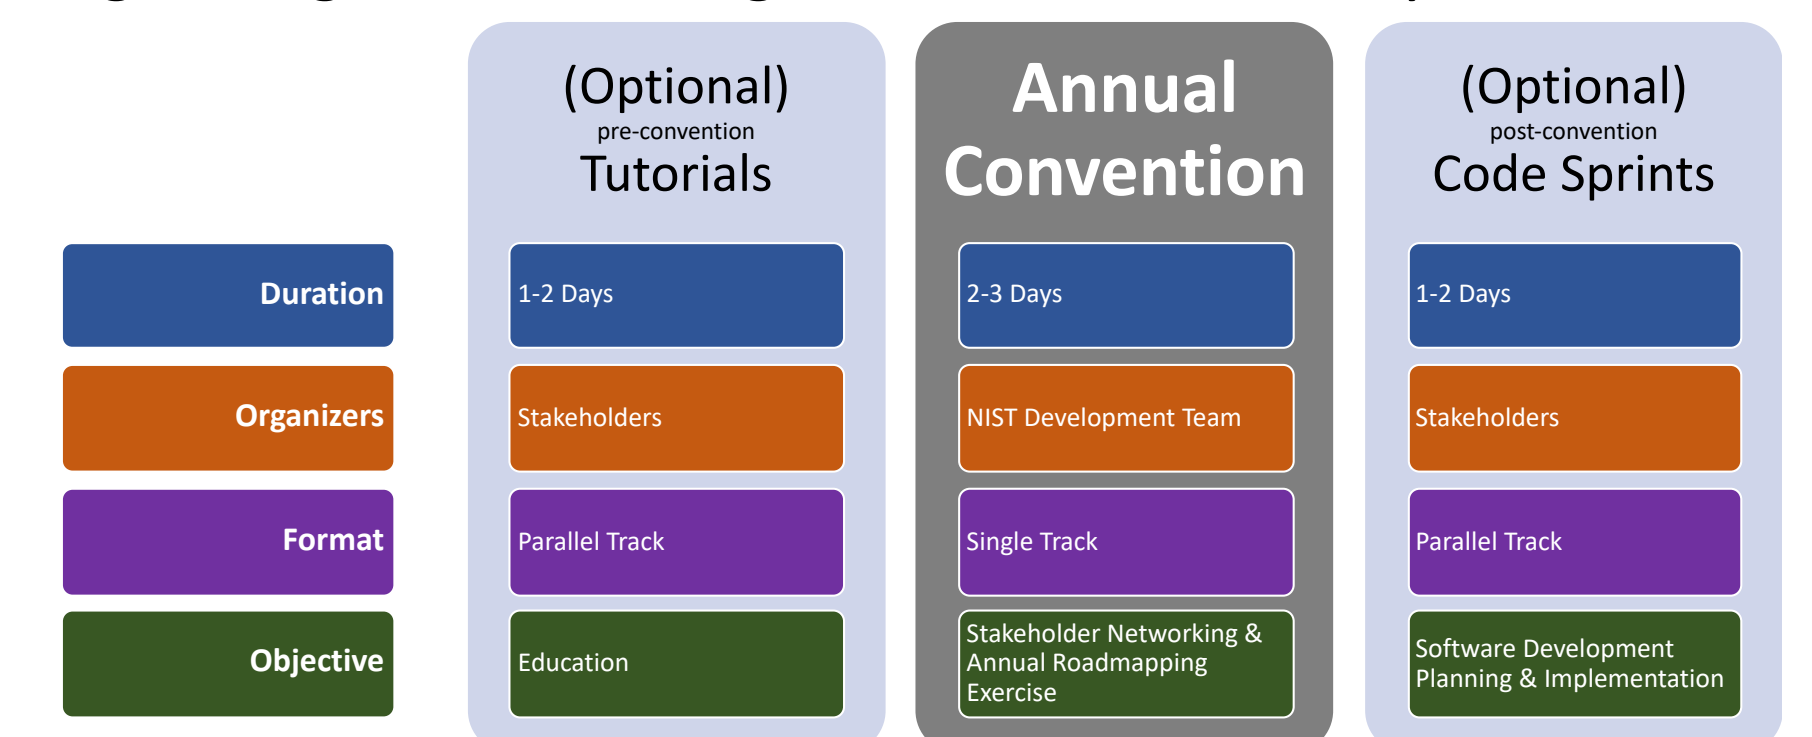 (Optional)
pre-convention
Tutorials
Annual
Convention
(Optional)
post-convention
Code Sprints
Duration
1-2 Days
2-3 Days
1-2 Days
Organizers
Stakeholders
NIST Development Team
Stakeholders
Format
Parallel Track
Single Track
Parallel Track
Objective
Education
Stakeholder Networking &
Annual Roadmapping
Exercise
Software Development
Planning & Implementation